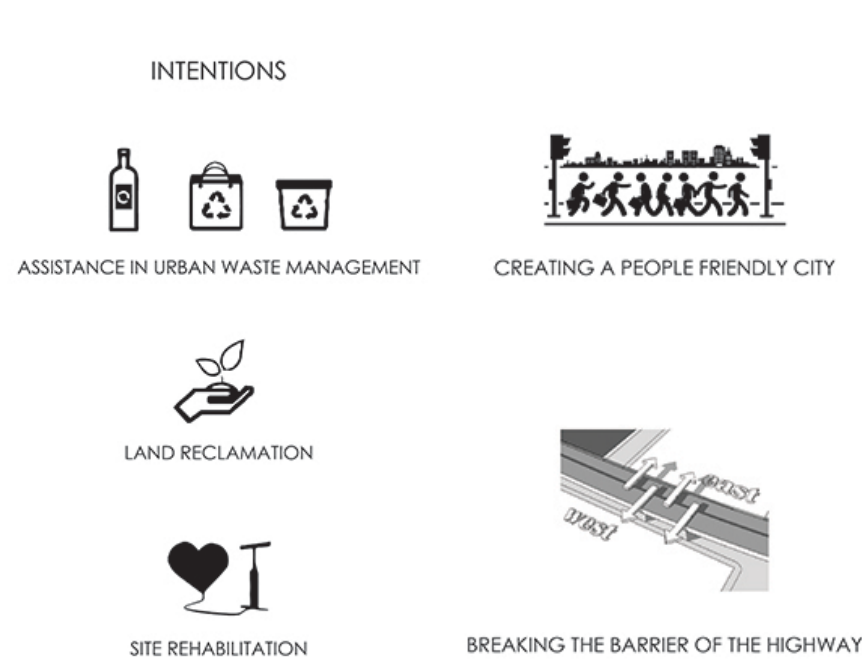 INTENTIONS
ASSISTANCE IN URBAN WASTE MANAGEMENT
CREATING A PEOPLE FRIENDLY CITY
LAND RECLAMATION
east
west
SITE REHABILITATION
BREAKING THE BARRIER OF THE HIGHWAY